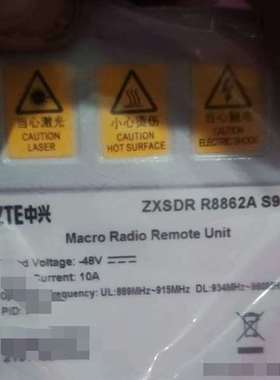 当心激光
CAUTION
LASER
小心烫伤
CAUTION
HOT SURFACE
当心触电
CAUTION
ELECTRIC SHOCK
ZTE中兴
ZXSDR R8862A S9
Macro Radio Remote Unit
Voltage: -48V
Current: 10A
Frequency: UL:889MHz~915MHz DL:934MHz~960MHz
PID: